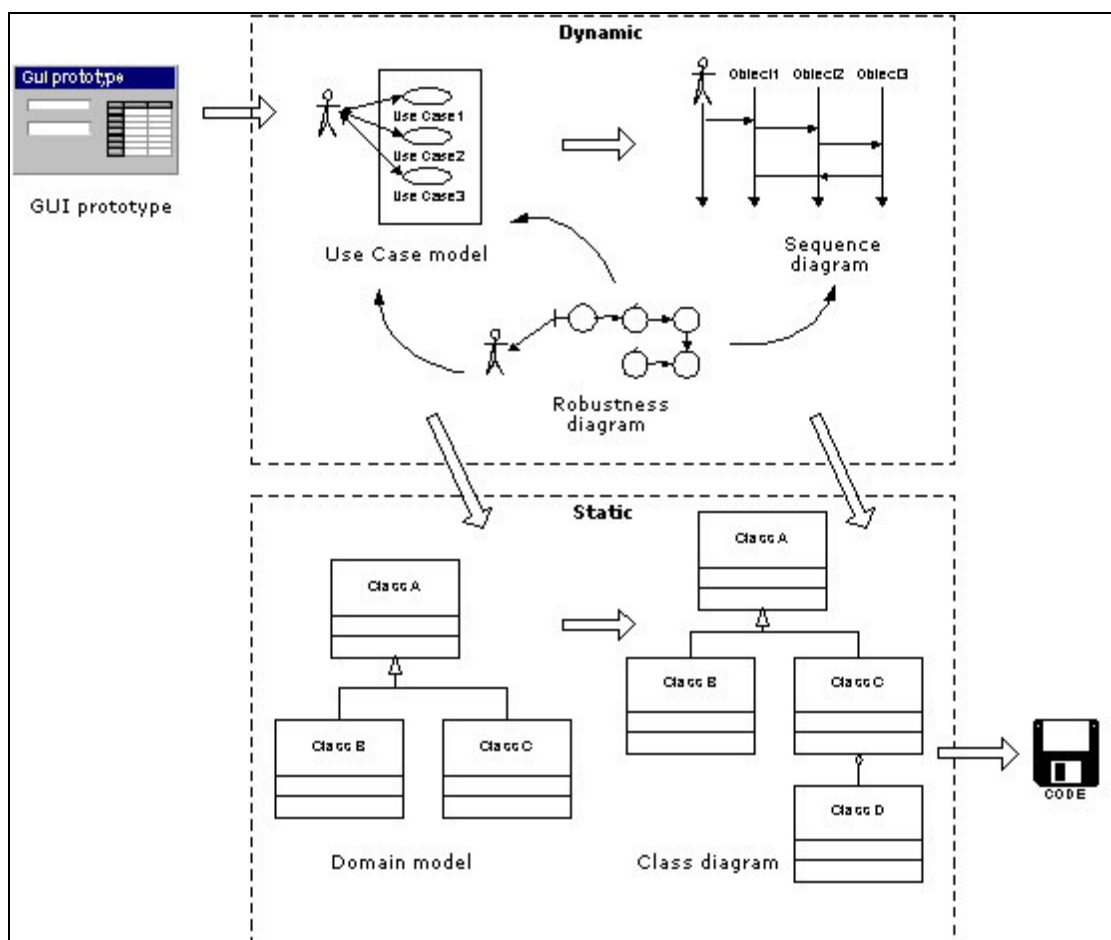 Dynamic
Gui prototype
GUI prototype
Use Case1
Use Case2
Use Case3
Use Case model
Object1 Object2 Object3
Sequence
diagram
Robustness
diagram
Static
Class A
Class B
Class C
Domain model
Class A
Class B
Class C
Class D
Class diagram
CODE